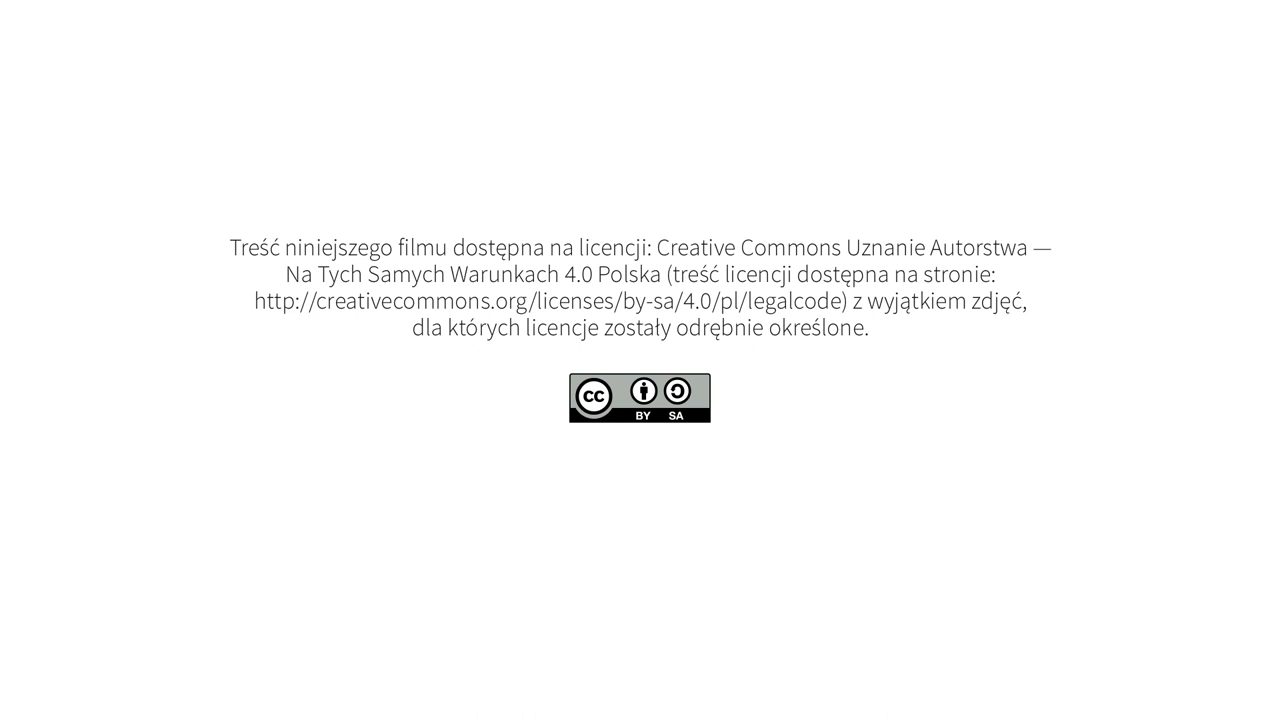 Treść niniejszego filmu dostępna na licencji: Creative Commons Uznanie Autorstwa —
Na Tych Samych Warunkach 4.0 Polska (treść licencji dostępna na stronie:
http://creativecommons.org/licenses/by-sa/4.0/pl/legalcode) z wyjątkiem zdjęć,
dla których licencje zostały odrębnie określone.
cc
BY SA